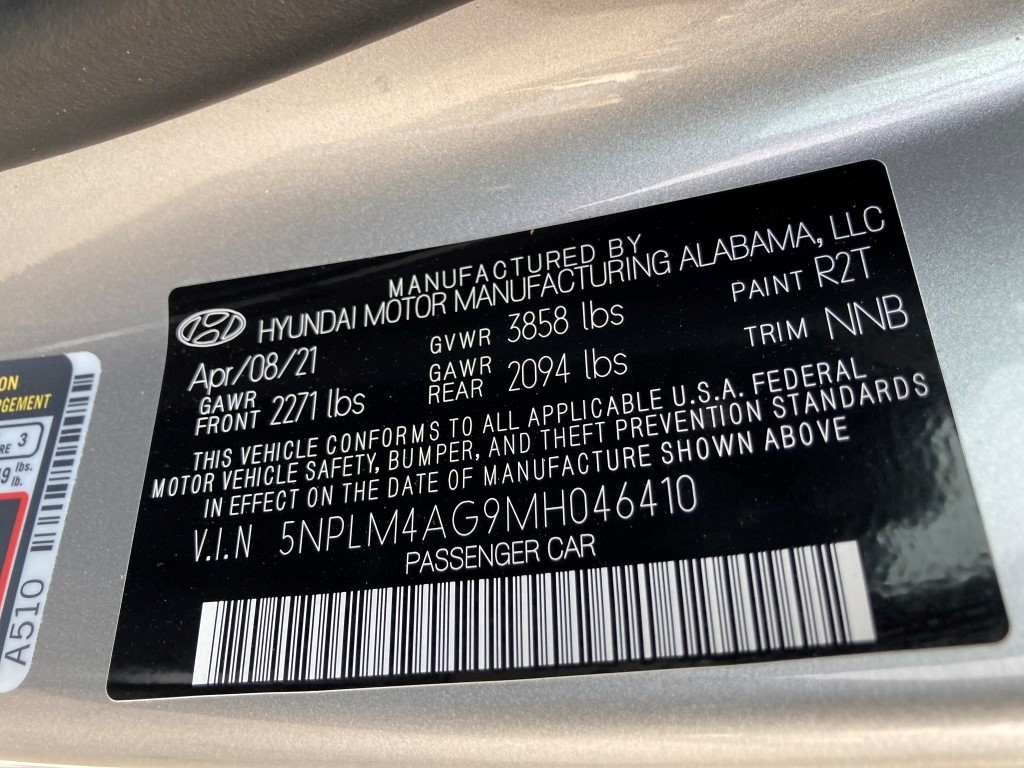 MANUFACTURED BY
HYUNDAI MOTOR MANUFACTURING ALABAMA, LLC
Apr/08/21 GVWR 3858 lbs PAINT R2T
GAWR FRONT 2271 lbs GAWR REAR 2094 lbs TRIM NNB
THIS VEHICLE CONFORMS TO ALL APPLICABLE U.S.A. FEDERAL
MOTOR VEHICLE SAFETY, BUMPER, AND THEFT PREVENTION STANDARDS
IN EFFECT ON THE DATE OF MANUFACTURE SHOWN ABOVE
V.I.N 5NPLM4AG9MH046410
PASSENGER CAR
3
lbs.
lb.
A510